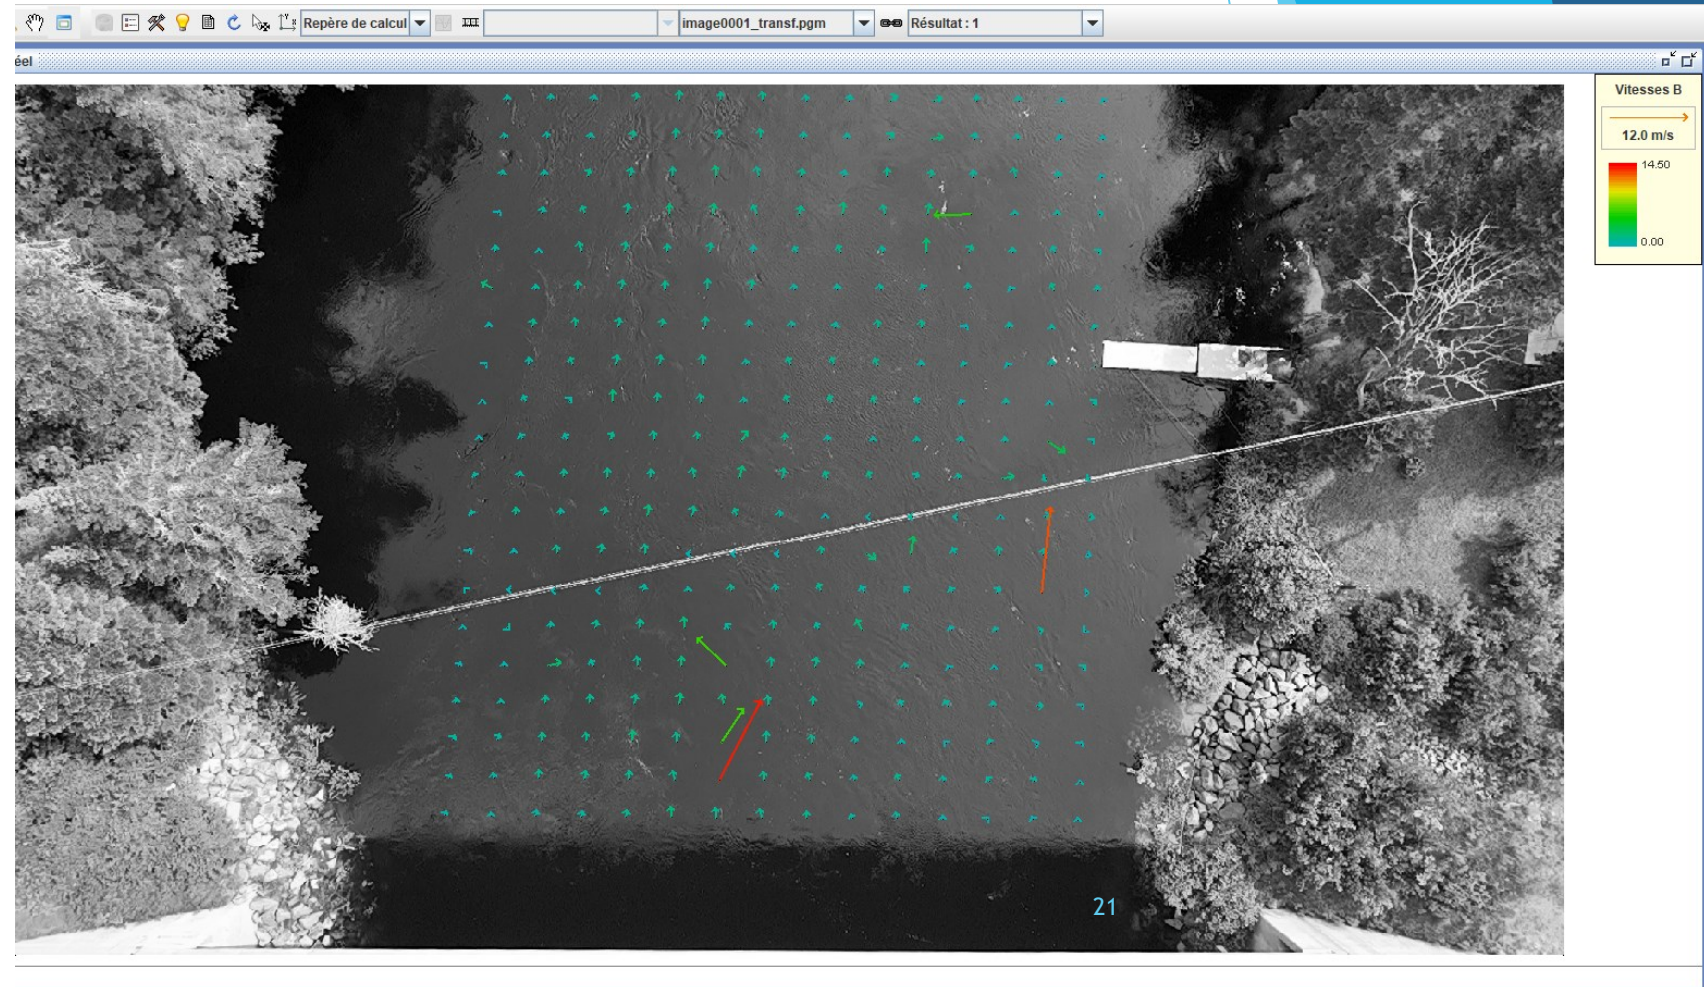 Repère de calcul
image0001_transf.pgm
Résultat : 1
éel
Vitesses B
12.0 m/s
14.50
0.00
21